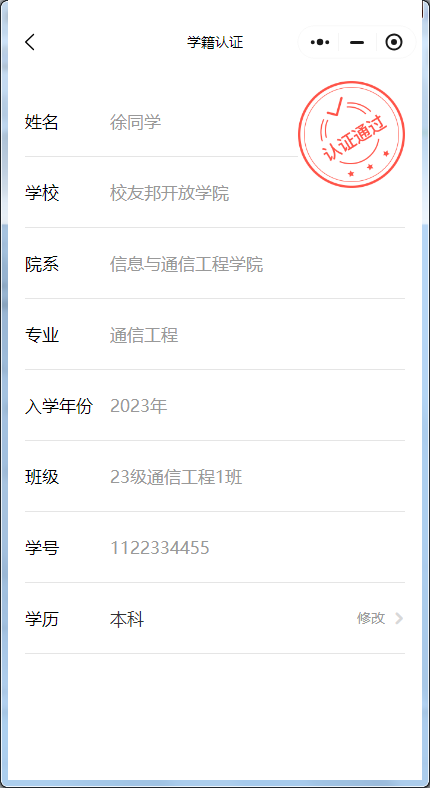 学籍认证
认证通过
姓名 徐同学
学校 校友邦开放学院
院系 信息与通信工程学院
专业 通信工程
入学年份 2023年
班级 23级通信工程1班
学号 1122334455
学历 本科 修改